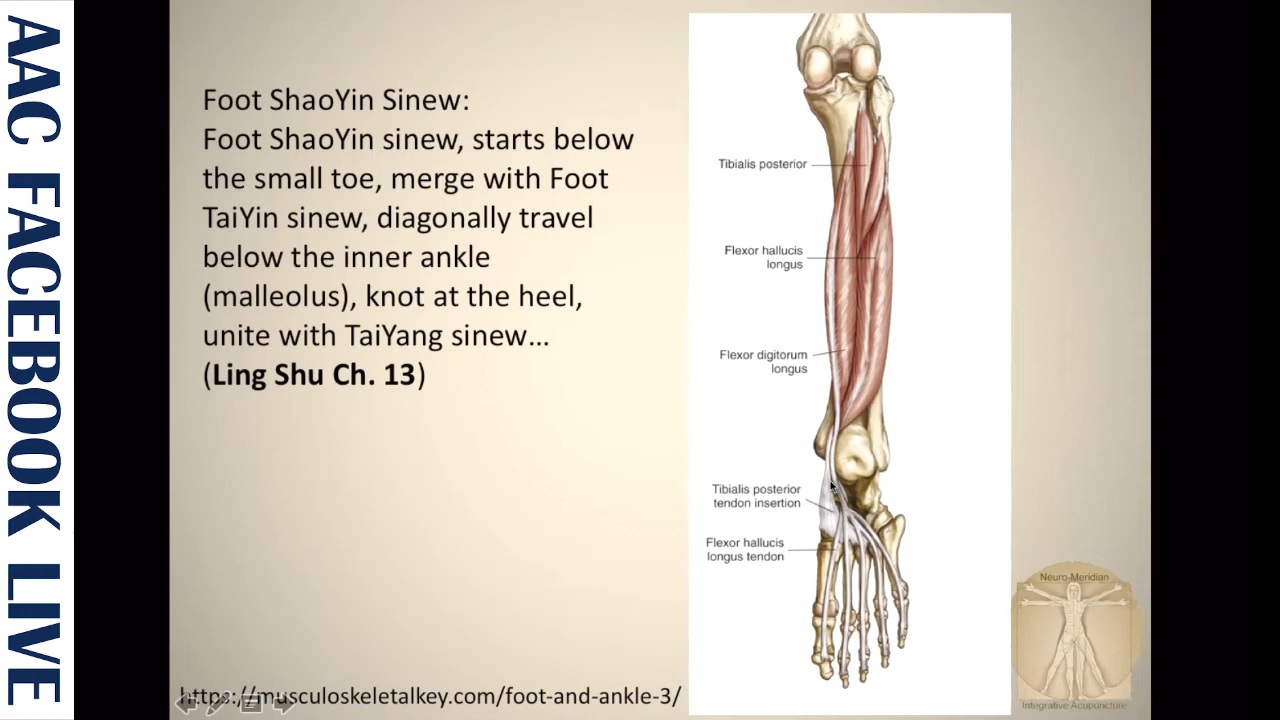 AAC FACEBOOK LIVE
Foot ShaoYin Sinew:
Foot ShaoYin sinew, starts below
the small toe, merge with Foot
TaiYin sinew, diagonally travel
below the inner ankle
(malleolus), knot at the heel,
unite with TaiYang sinew...
(Ling Shu Ch. 13)
Tibialis posterior
Flexor hallucis
longus
Flexor digitorum
longus
Tibialis posterior
tendon insertion
Flexor hallucis
longus tendon
Neuro-Meridian
Integrative Acupuncture
https://musculoskeletalkey.com/foot-and-ankle-3/